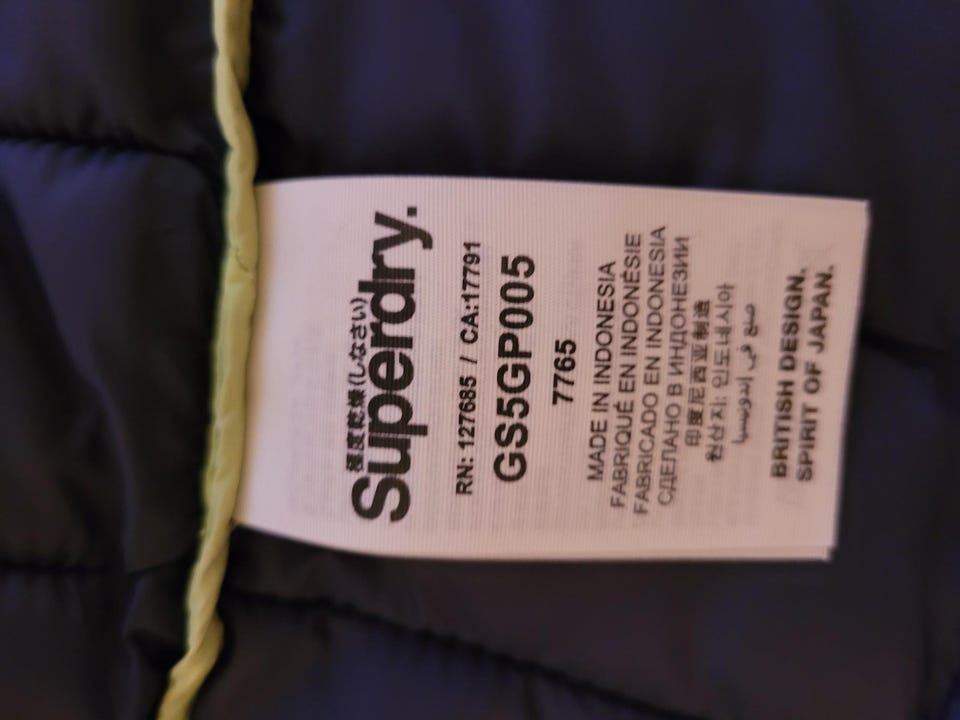 極度乾燥(しなさい)
Superdry.
RN: 127685 / CA:17791
GS5GP005
7765
MADE IN INDONESIA
FABRIQUÉ EN INDONÉSIE
FABRICADO EN INDONESIA
СДЕЛАНО В ИНДОНЕЗИИ
印度尼西亚制造
원산지: 인도네시아
صنع في اندونيسيا
BRITISH DESIGN.
SPIRIT OF JAPAN.